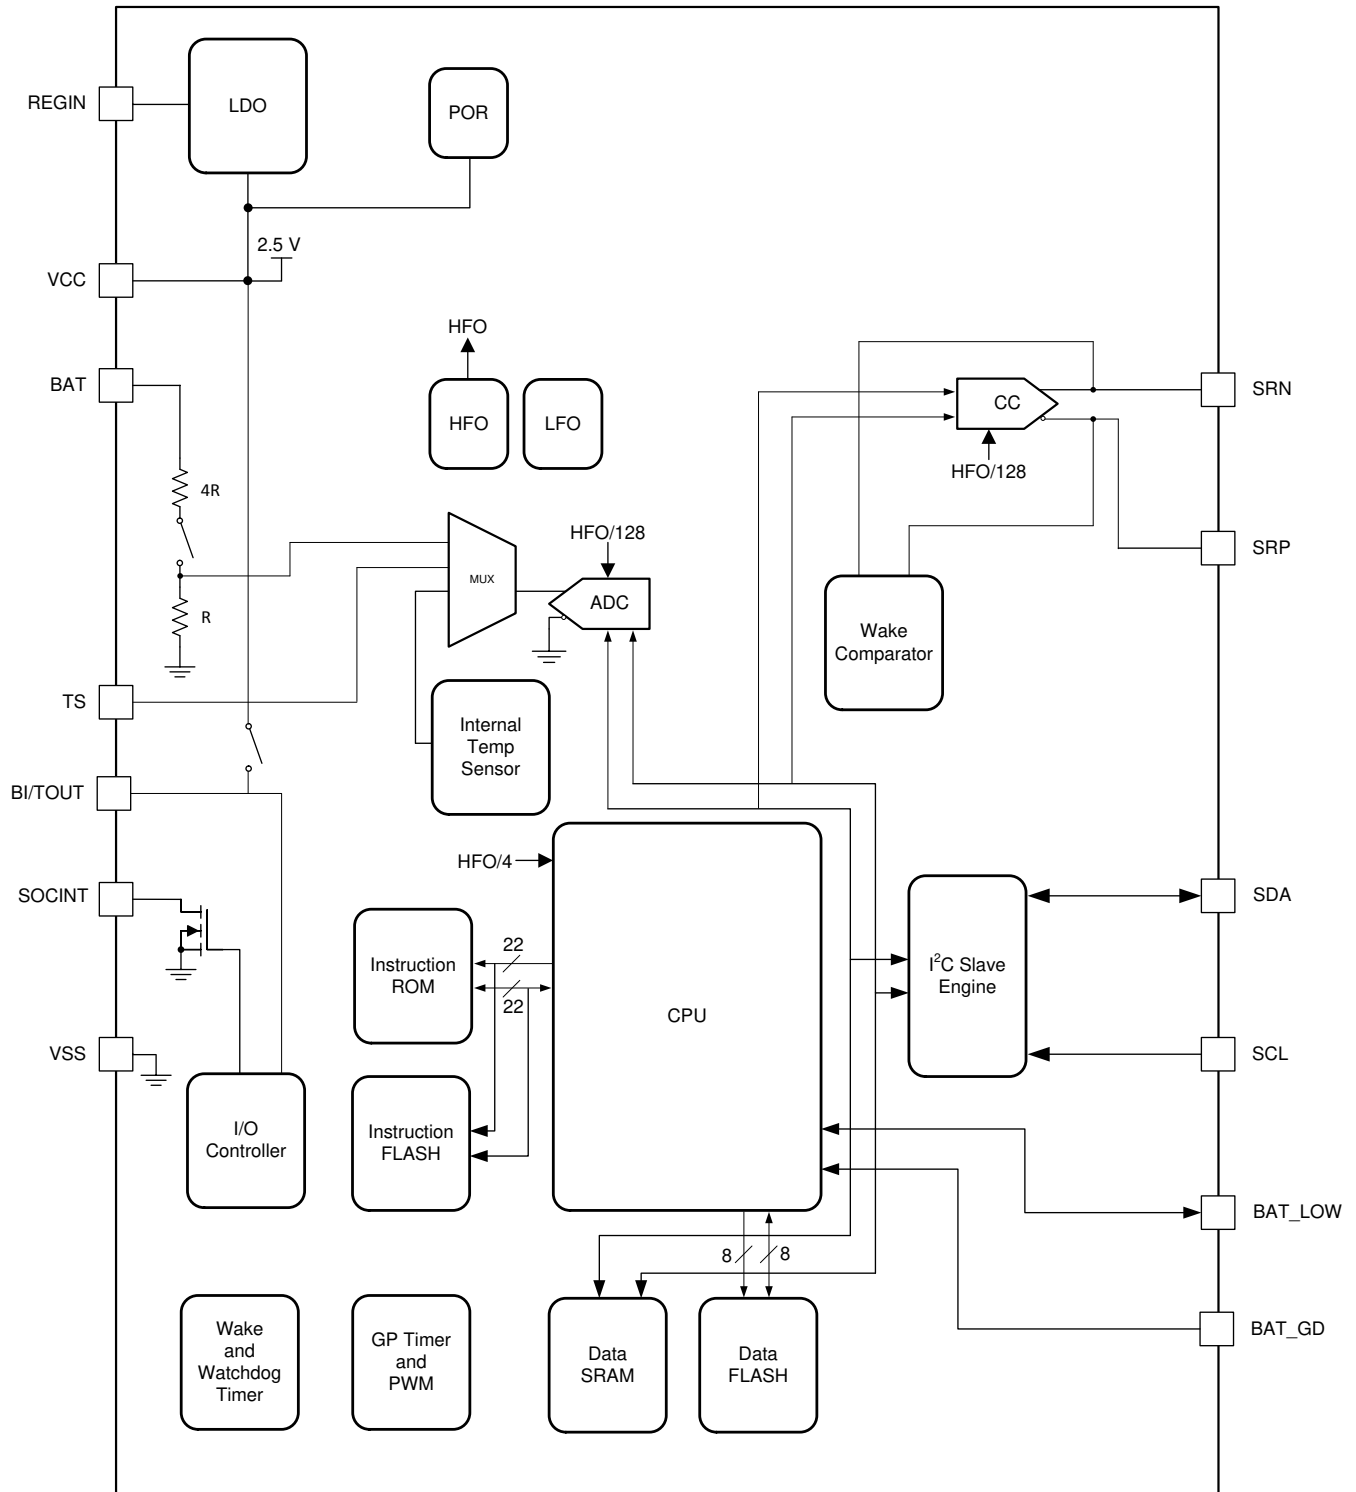 REGIN
LDO
POR
2.5 V
VCC
HFO
BAT
HFO
LFO
CC
SRN
HFO/128
4R
HFO/128
SRP
MUX
ADC
R
Wake
Comparator
TS
Internal
Temp
Sensor
BI/TOUT
HFO/4
SOCINT
SDA
22
Instruction
ROM
I²C Slave
Engine
22
CPU
VSS
SCL
I/O
Controller
Instruction
FLASH
BAT_LOW
8
8
Wake
and
Watchdog
Timer
GP Timer
and
PWM
Data
SRAM
Data
FLASH
BAT_GD